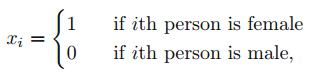 x_i = { 1 if ith person is female
0 if ith person is male,